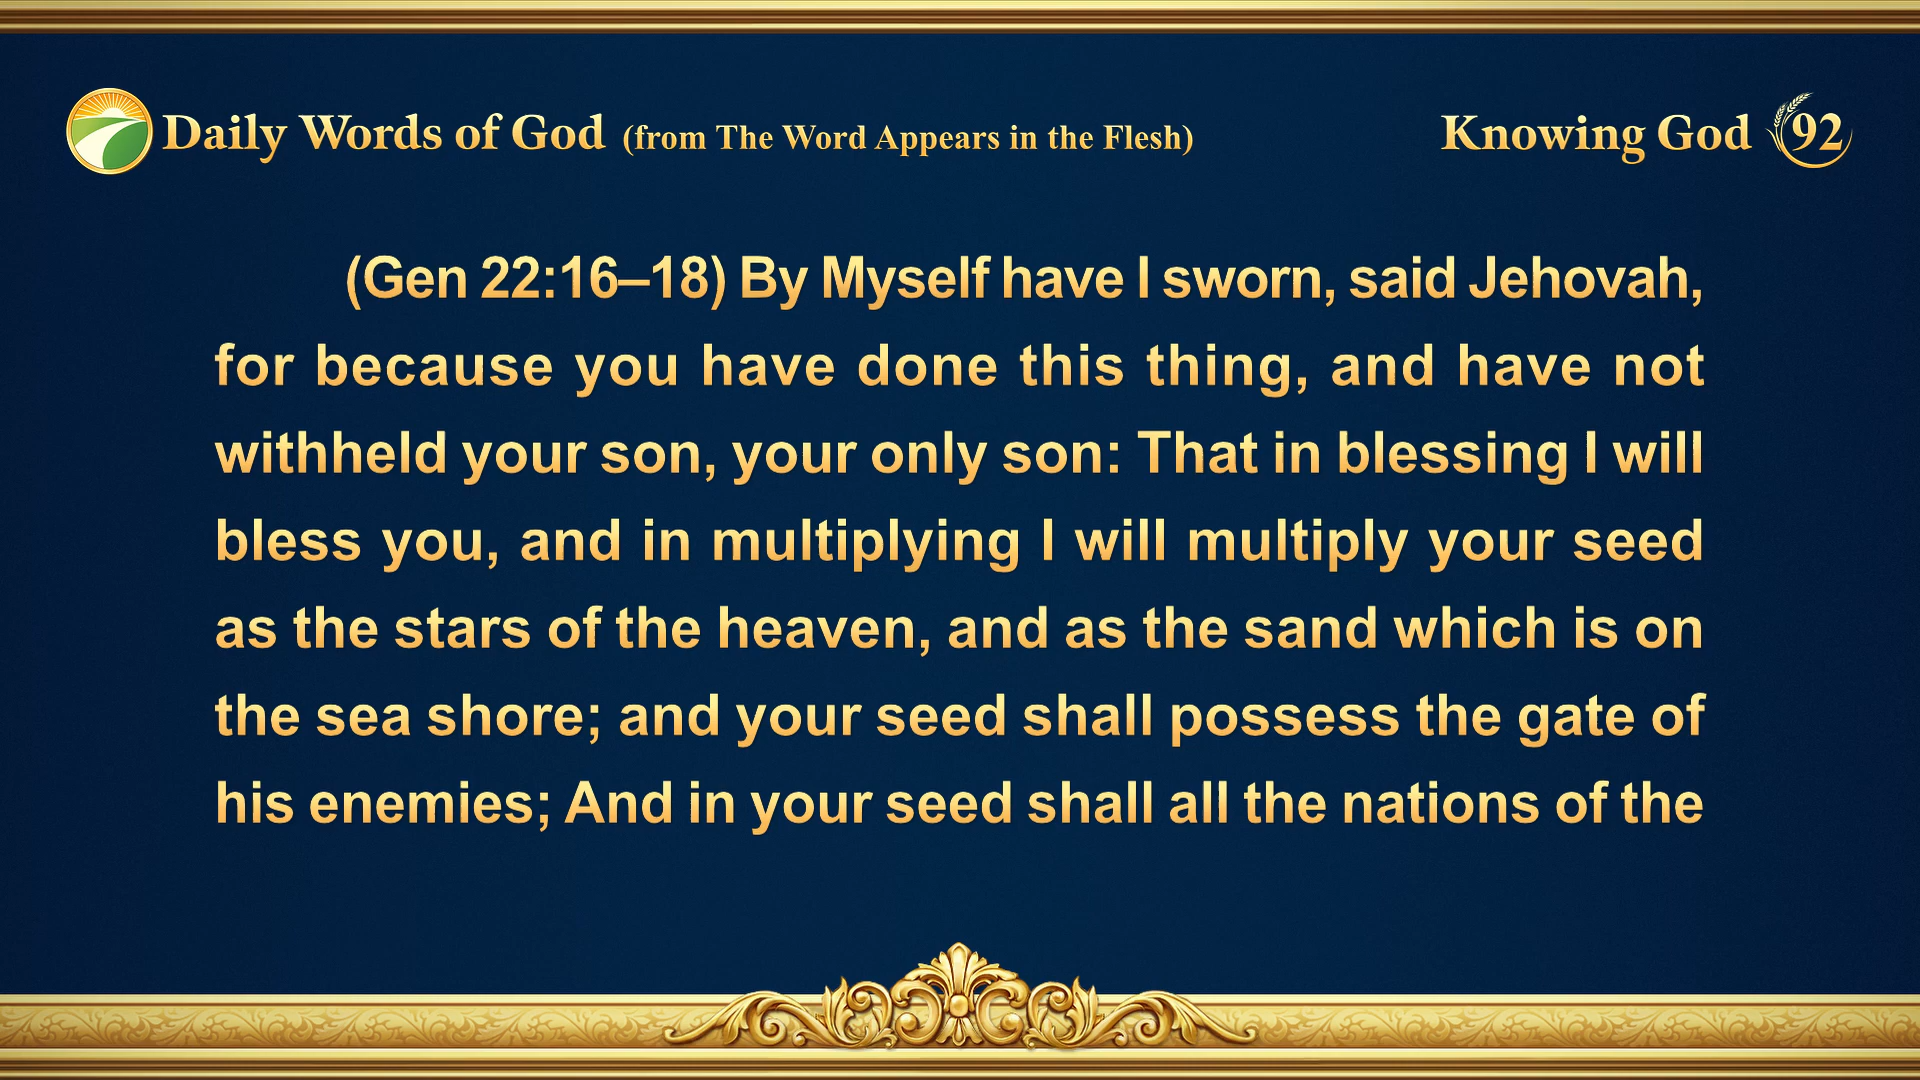 Daily Words of God (from The Word Appears in the Flesh)
Knowing God 92
(Gen 22:16–18) By Myself have I sworn, said Jehovah,
for because you have done this thing, and have not
withheld your son, your only son: That in blessing I will
bless you, and in multiplying I will multiply your seed
as the stars of the heaven, and as the sand which is on
the sea shore; and your seed shall possess the gate of
his enemies; And in your seed shall all the nations of the